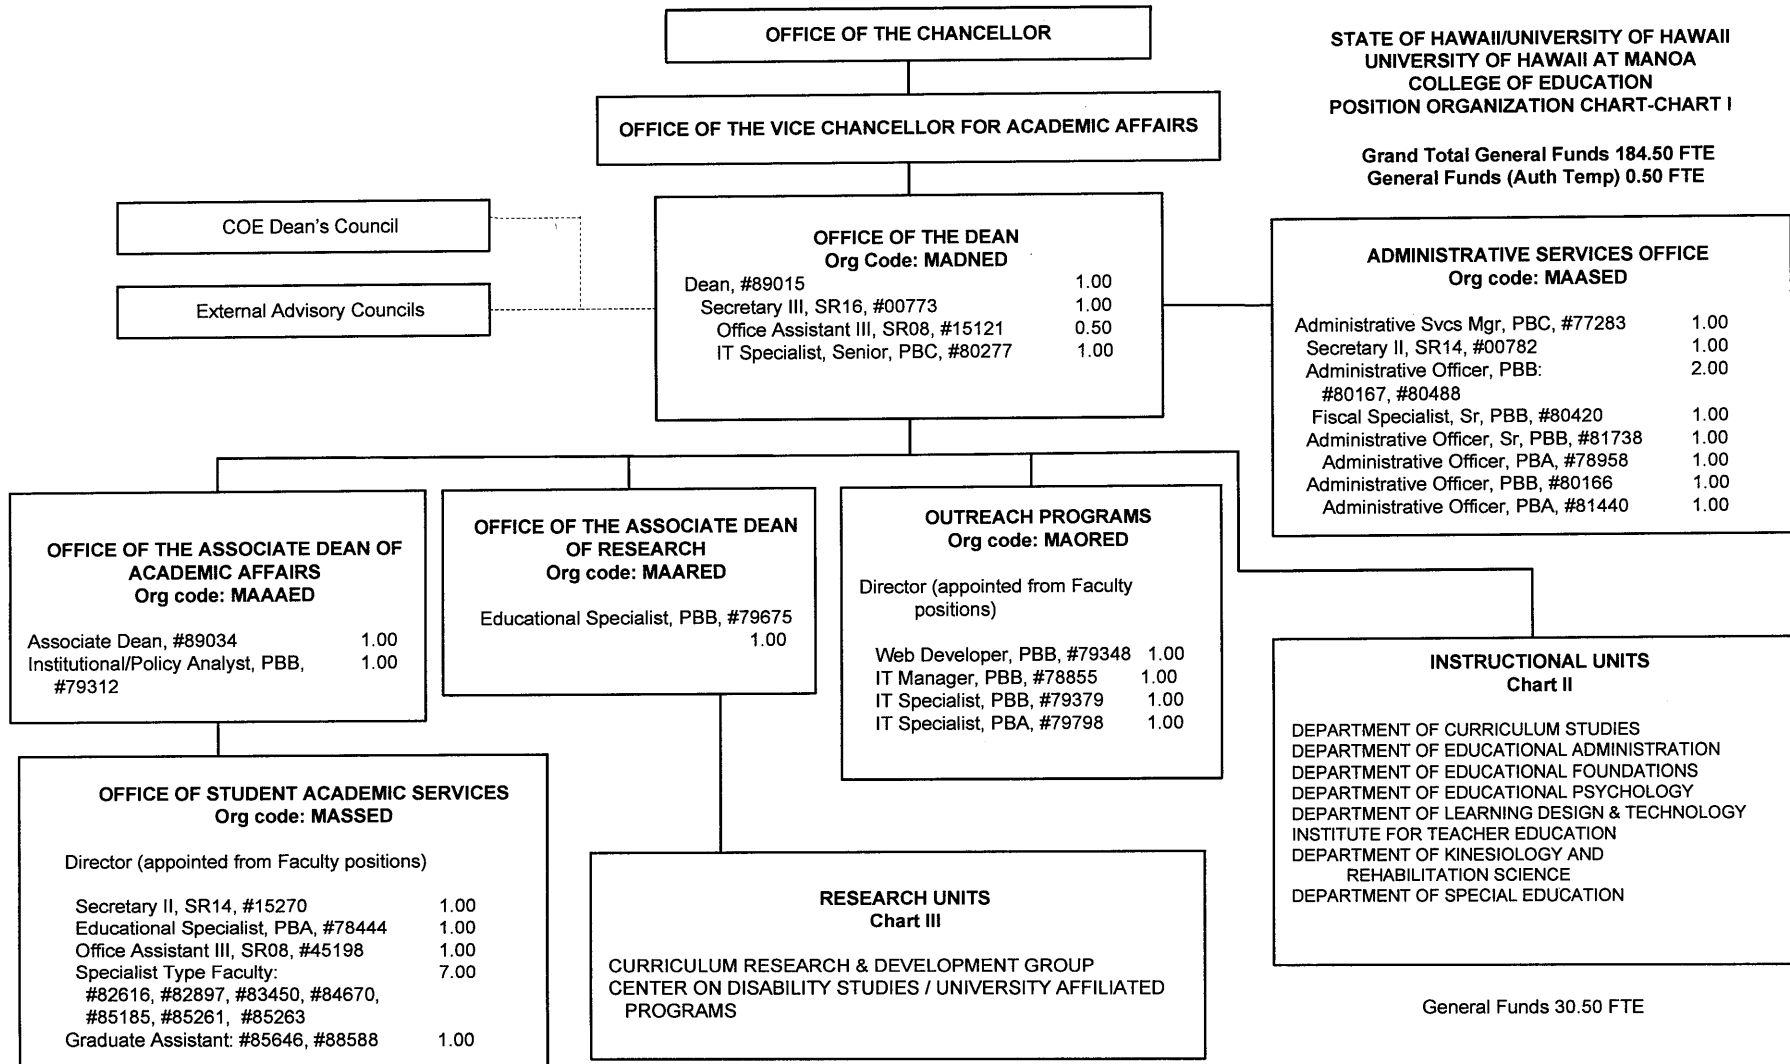 OFFICE OF THE CHANCELLOR
OFFICE OF THE VICE CHANCELLOR FOR ACADEMIC AFFAIRS
STATE OF HAWAII/UNIVERSITY OF HAWAII
UNIVERSITY OF HAWAII AT MANOA
COLLEGE OF EDUCATION
POSITION ORGANIZATION CHART-CHART I
Grand Total General Funds 184.50 FTE
General Funds (Auth Temp) 0.50 FTE
COE Dean's Council
External Advisory Councils
OFFICE OF THE DEAN
Org Code: MADNED
Dean, #89015 1.00
Secretary III, SR16, #00773 1.00
Office Assistant III, SR08, #15121 0.50
IT Specialist, Senior, PBC, #80277 1.00
ADMINISTRATIVE SERVICES OFFICE
Org code: MAASED
Administrative Svcs Mgr, PBC, #77283 1.00
Secretary II, SR14, #00782 1.00
Administrative Officer, PBB: 2.00
#80167, #80488
Fiscal Specialist, Sr, PBB, #80420 1.00
Administrative Officer, Sr, PBB, #81738 1.00
Administrative Officer, PBA, #78958 1.00
Administrative Officer, PBB, #80166 1.00
Administrative Officer, PBA, #81440 1.00
OFFICE OF THE ASSOCIATE DEAN OF
ACADEMIC AFFAIRS
Org code: MAAAED
Associate Dean, #89034 1.00
Institutional/Policy Analyst, PBB, 1.00
#79312
OFFICE OF THE ASSOCIATE DEAN
OF RESEARCH
Org code: MAARED
Educational Specialist, PBB, #79675
1.00
OUTREACH PROGRAMS
Org code: MAORED
Director (appointed from Faculty
positions)
Web Developer, PBB, #79348 1.00
IT Manager, PBB, #78855 1.00
IT Specialist, PBB, #79379 1.00
IT Specialist, PBA, #79798 1.00
INSTRUCTIONAL UNITS
Chart II
DEPARTMENT OF CURRICULUM STUDIES
DEPARTMENT OF EDUCATIONAL ADMINISTRATION
DEPARTMENT OF EDUCATIONAL FOUNDATIONS
DEPARTMENT OF EDUCATIONAL PSYCHOLOGY
DEPARTMENT OF LEARNING DESIGN & TECHNOLOGY
INSTITUTE FOR TEACHER EDUCATION
DEPARTMENT OF KINESIOLOGY AND
REHABILITATION SCIENCE
DEPARTMENT OF SPECIAL EDUCATION
OFFICE OF STUDENT ACADEMIC SERVICES
Org code: MASSED
Director (appointed from Faculty positions)
Secretary II, SR14, #15270 1.00
Educational Specialist, PBA, #78444 1.00
Office Assistant III, SR08, #45198 1.00
Specialist Type Faculty: 7.00
#82616, #82897, #83450, #84670,
#85185, #85261, #85263
Graduate Assistant: #85646, #88588 1.00
RESEARCH UNITS
Chart III
CURRICULUM RESEARCH & DEVELOPMENT GROUP
CENTER ON DISABILITY STUDIES / UNIVERSITY AFFILIATED
PROGRAMS
General Funds 30.50 FTE